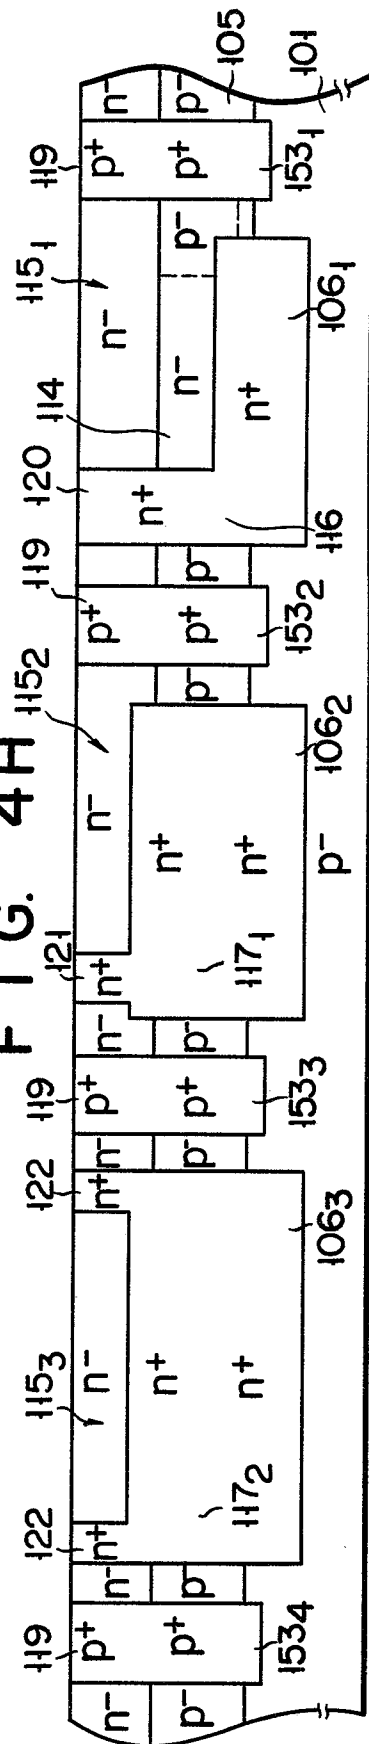 FIG. 4H
119 122 115₃ 122 119 121 115₂ 119 120 114 115₁ 119
n⁻ p⁺ n⁻ n⁺ n⁻ n⁺ n⁻ p⁺ n⁻ n⁺ n⁻ p⁺ n⁻ p⁺ n⁻
p⁻ p⁺ p⁻ n⁺ p⁻ p⁺ p⁻ n⁺ p⁻ p⁺ p⁻ n⁺ n⁻ p⁻ p⁺ p⁻
n⁺ n⁺ n⁺
153₄ 117₂ 106₃ 153₃ 117₁ 106₂ 153₂ 116 106₁ 153₁ 105
p⁻ 101